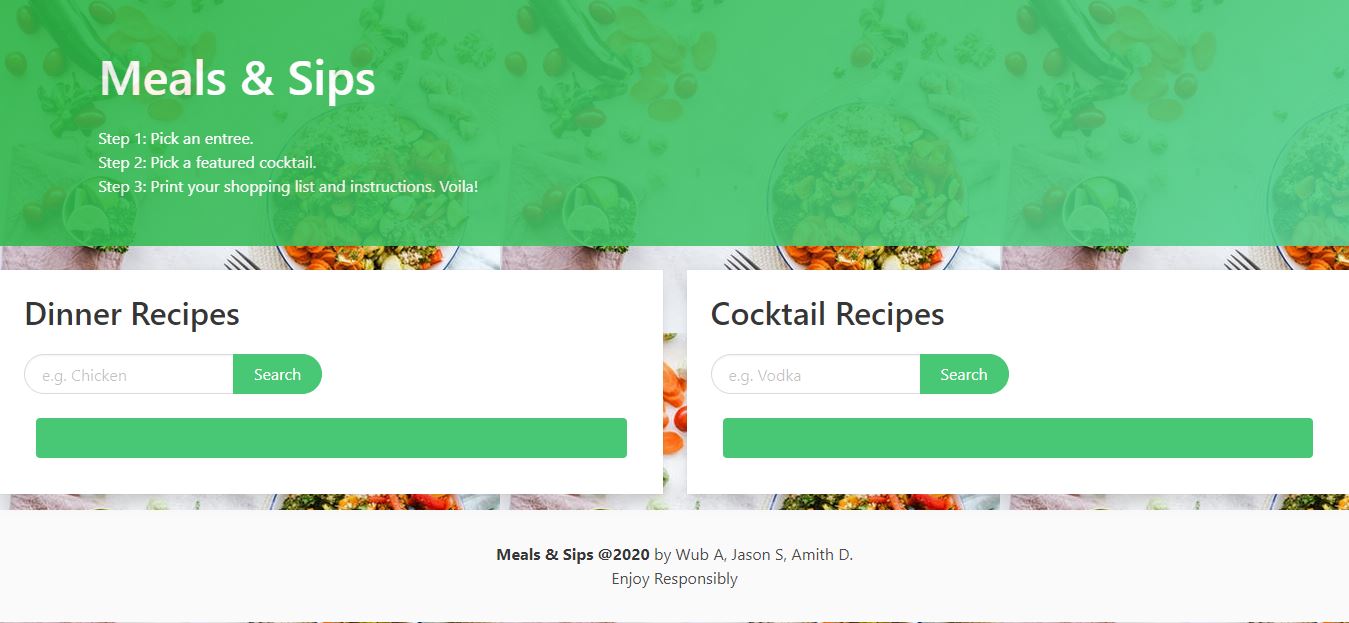 Meals & Sips
Step 1: Pick an entree.
Step 2: Pick a featured cocktail.
Step 3: Print your shopping list and instructions. Voila!
Dinner Recipes
e.g. Chicken
Search
Cocktail Recipes
e.g. Vodka
Search
Meals & Sips @2020 by Wub A, Jason S, Amith D.
Enjoy Responsibly